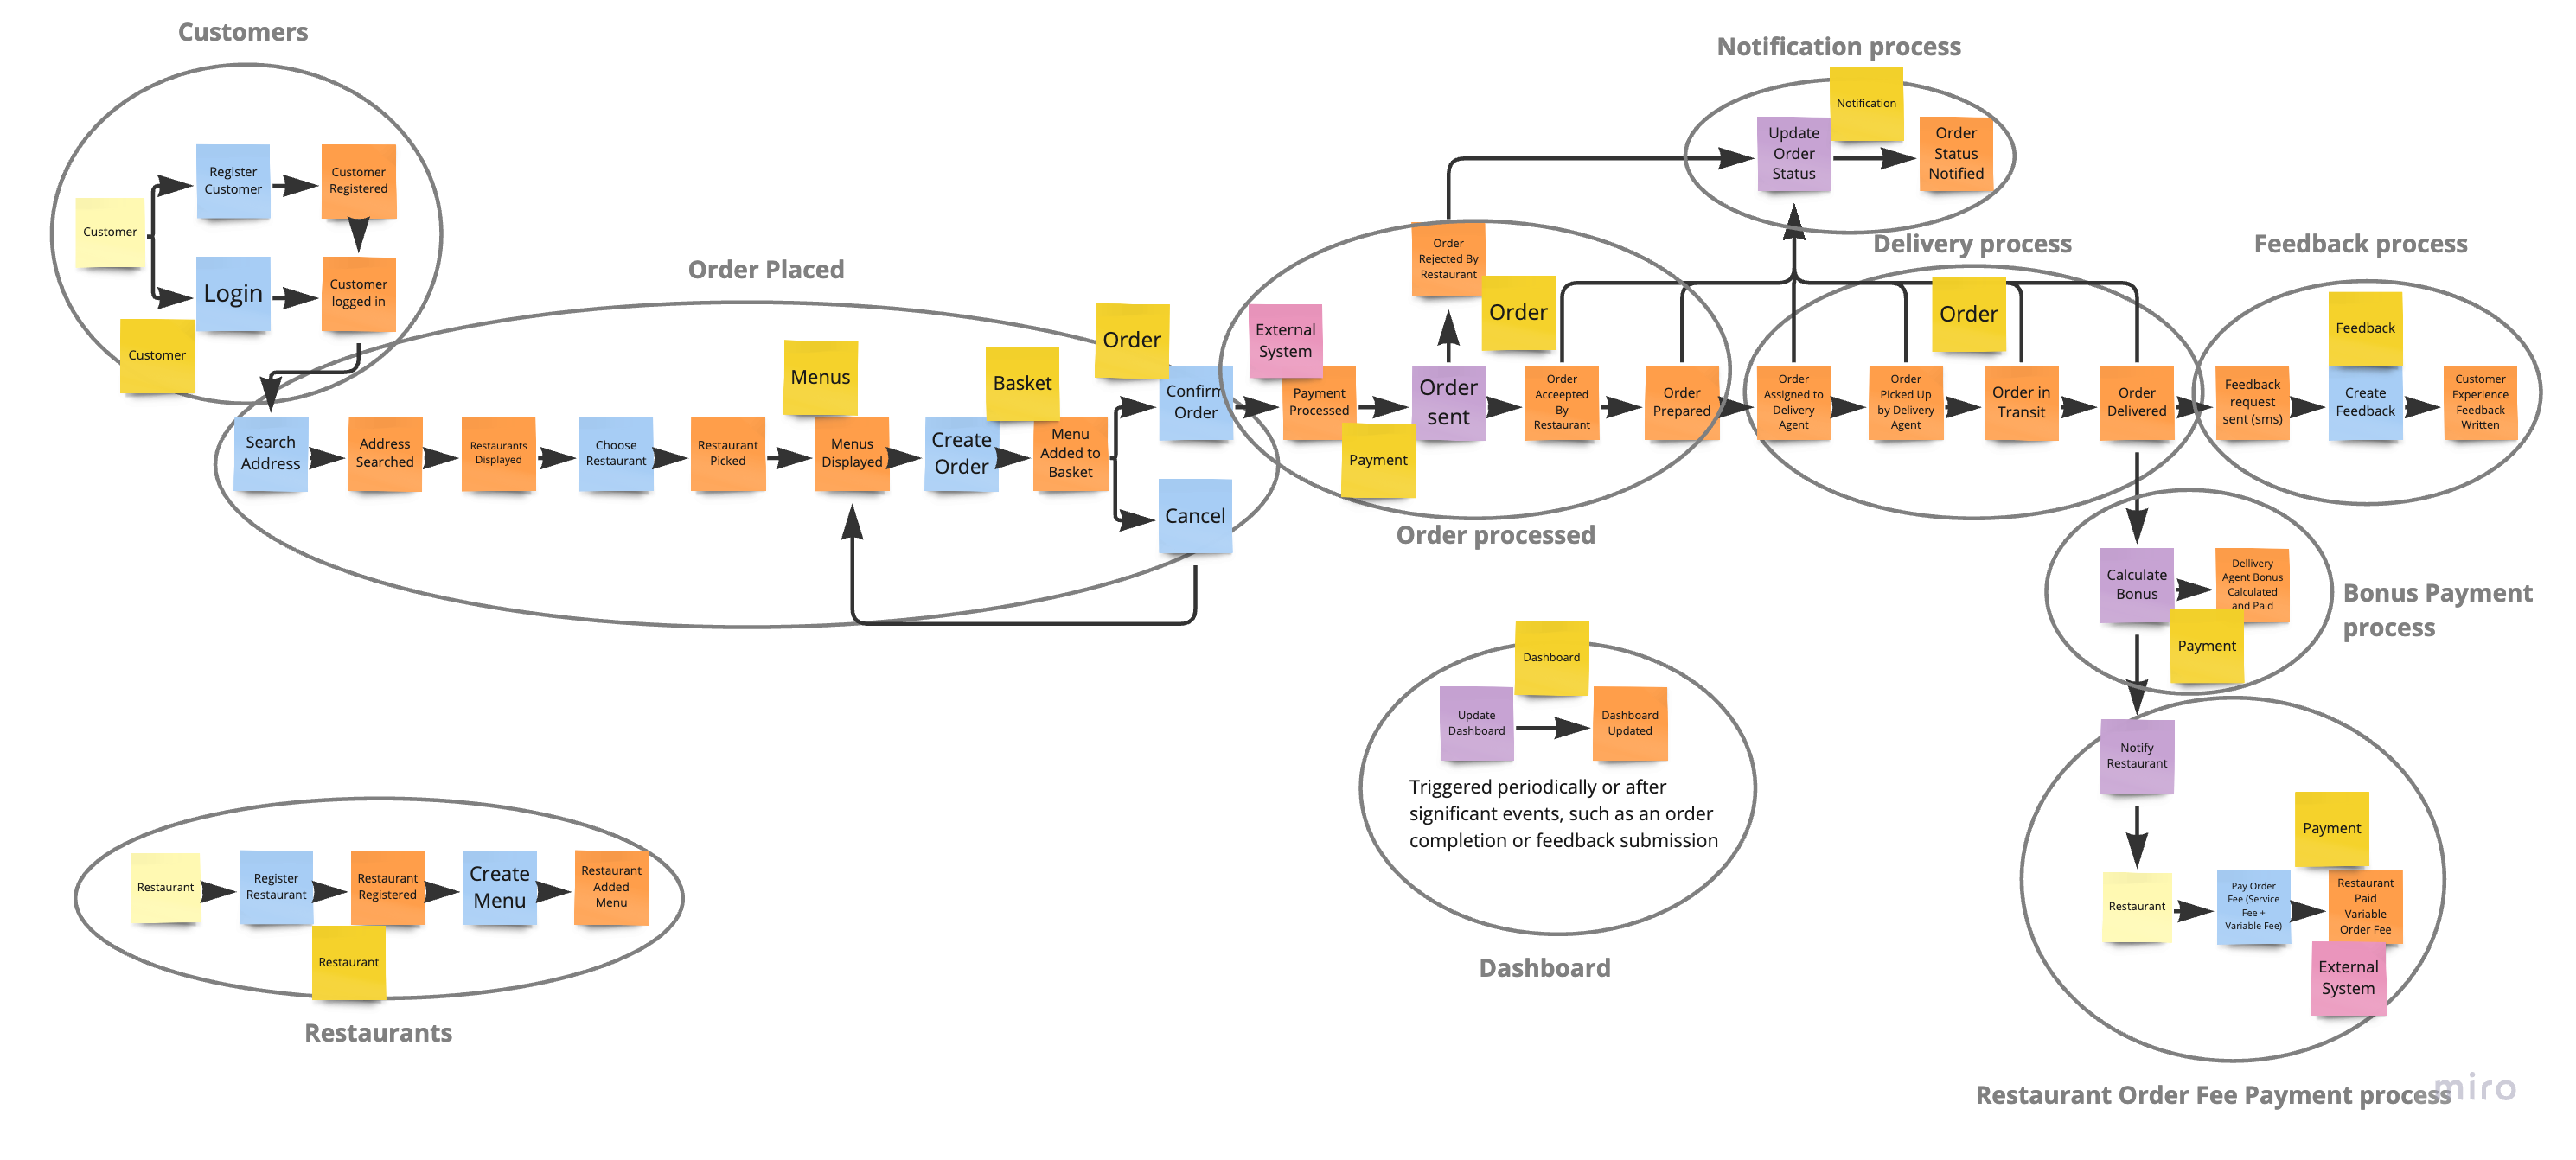 Customers
Register
Customer
Customer
Registered
Customer
Login
Customer
logged in
Customer
Order Placed
Search
Address
Address
Searched
Restaurants
Displayed
Choose
Restaurant
Restaurant
Picked
Menus
Menus
Displayed
Create
Order
Basket
Menu
Added to
Basket
Order
Confirm
Order
Cancel
External
System
Payment
Processed
Payment
Order
Rejected By
Restaurant
Order
sent
Order
Order
Acceepted
By
Restaurant
Order
Prepared
Order processed
Notification process
Notification
Update
Order
Status
Order
Status
Notified
Delivery process
Order
Order
Assigned to
Delivery
Agent
Order
Picked Up
by Delivery
Agent
Order in
Transit
Order
Delivered
Feedback process
Feedback
Feedback
request
sent (sms)
Create
Feedback
Customer
Experience
Feedback
Written
Calculate
Bonus
Dellivery
Agent Bonus
Calculated
and Paid
Payment
Bonus Payment
process
Dashboard
Update
Dashboard
Dashboard
Updated
Triggered periodically or after
significant events, such as an order
completion or feedback submission
Dashboard
Notify
Restaurant
Payment
Restaurant
Pay Order
Fee (Service
Fee +
Variable Fee)
Restaurant
Paid
Variable
Order Fee
External
System
Restaurant Order Fee Payment process
miro
Restaurant
Register
Restaurant
Restaurant
Registered
Create
Menu
Restaurant
Added
Menu
Restaurant
Restaurants